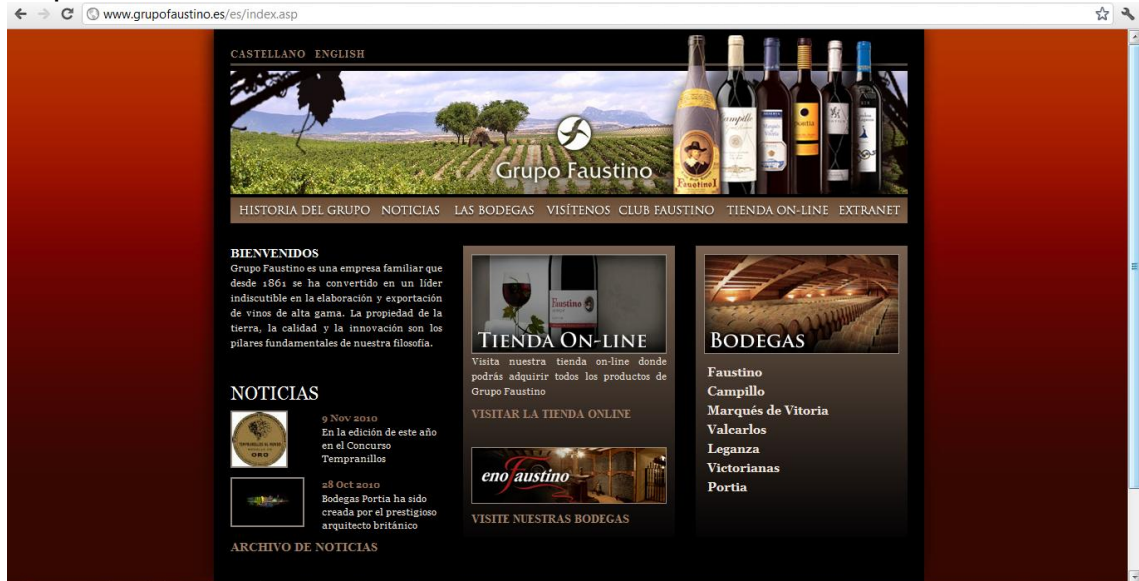 www.grupofaustino.es/es/index.asp
CASTELLANO ENGLISH
Grupo Faustino
Campillo
Portia
Faustino I
HISTORIA DEL GRUPO NOTICIAS LAS BODEGAS VISÍTENOS CLUB FAUSTINO TIENDA ON-LINE EXTRANET
BIENVENIDOS
Grupo Faustino es una empresa familiar que
desde 1861 se ha convertido en un líder
indiscutible en la elaboración y exportación
de vinos de alta gama. La propiedad de la
tierra, la calidad y la innovación son los
pilares fundamentales de nuestra filosofía.
NOTICIAS
ORO
9 Nov 2010
En la edición de este año
en el Concurso
Tempranillos
28 Oct 2010
Bodegas Portia ha sido
creada por el prestigioso
arquitecto británico
ARCHIVO DE NOTICIAS
Faustino
TIENDA ON-LINE
Visita nuestra tienda on-line donde
podrás adquirir todos los productos de
Grupo Faustino
VISITAR LA TIENDA ONLINE
enoFaustino
VISITE NUESTRAS BODEGAS
BODEGAS
Faustino
Campillo
Marqués de Vitoria
Valcarlos
Leganza
Victorianas
Portia